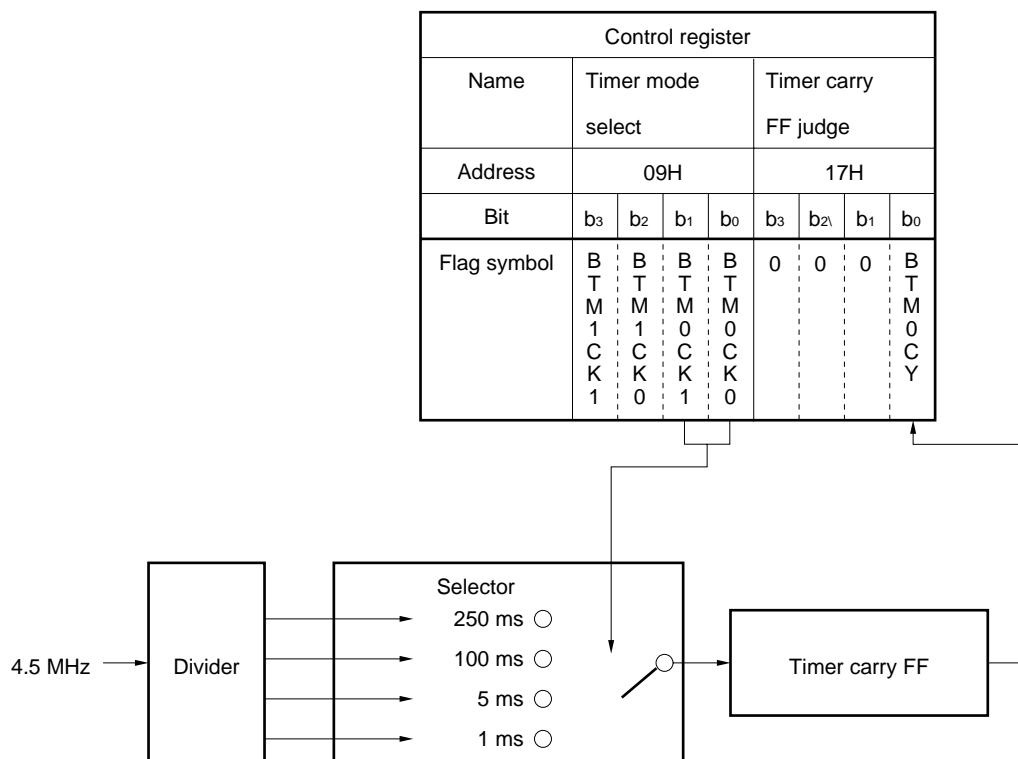 Control register
Name
Timer mode
select
Timer carry
FF judge
Address
09H
17H
Bit
b3
b2
b1
b0
b3
b2\
b1
b0
Flag symbol
BTM1CK1
BTM1CK0
BTM0CK1
BTM0CK0
0
0
0
BTM0CY
4.5 MHz
Divider
Selector
250 ms
100 ms
5 ms
1 ms
Timer carry FF